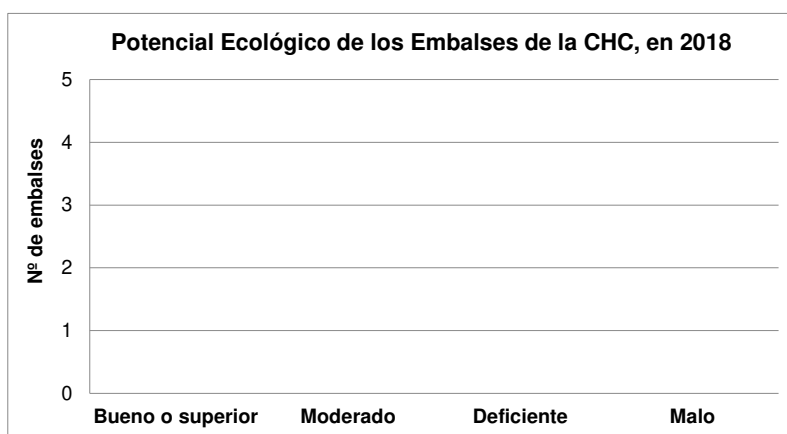 Potencial Ecológico de los Embalses de la CHC, en 2018
Nº de embalses
5
4
3
2
1
0
Bueno o superior Moderado Deficiente Malo